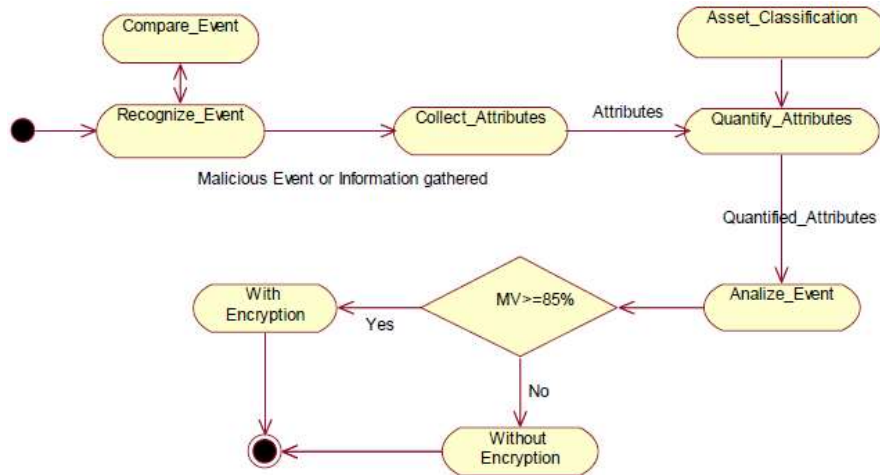 Compare_Event
Asset_Classification
Recognize_Event
Collect_Attributes
Attributes
Quantify_Attributes
Malicious Event or Information gathered
Quantified_Attributes
With
Encryption
MV>=85%
Analize_Event
Yes
No
Without
Encryption